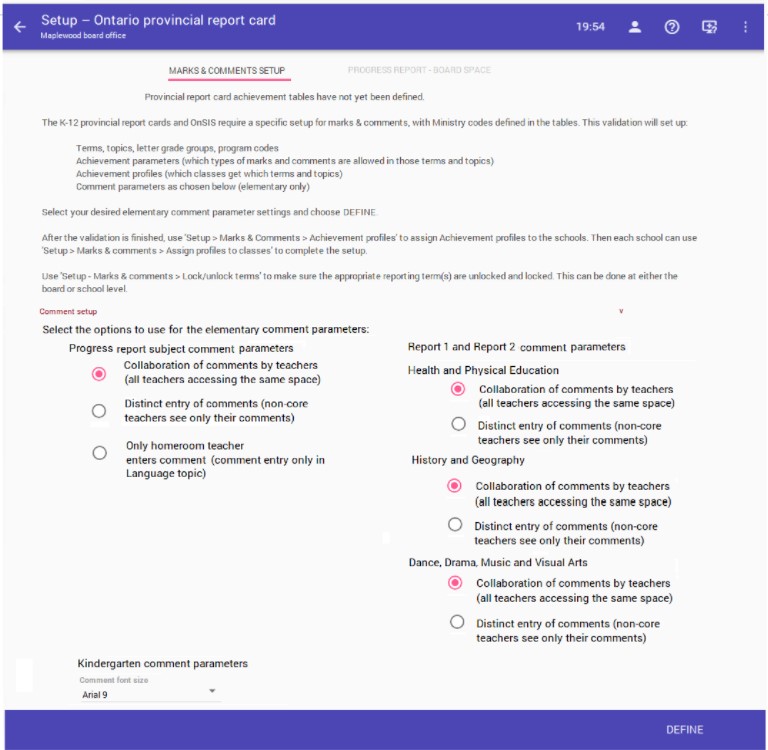 Setup – Ontario provincial report card
Maplewood board office
19:54
MARKS & COMMENTS SETUP
PROGRESS REPORT - BOARD SPACE
Provincial report card achievement tables have not yet been defined.
The K-12 provincial report cards and OnSIS require a specific setup for marks & comments, with Ministry codes defined in the tables. This validation will set up:
Terms, topics, letter grade groups, program codes
Achievement parameters (which types of marks and comments are allowed in those terms and topics)
Achievement profiles (which classes get which terms and topics)
Comment parameters as chosen below (elementary only)
Select your desired elementary comment parameter settings and choose DEFINE.
After the validation is finished, use 'Setup > Marks & Comments > Achievement profiles' to assign Achievement profiles to the schools. Then each school can use
'Setup > Marks & comments > Assign profiles to classes' to complete the setup.
Use 'Setup - Marks & comments > Lock/unlock terms' to make sure the appropriate reporting term(s) are unlocked and locked. This can be done at either the
board or school level.
Comment setup
Select the options to use for the elementary comment parameters:
Progress report subject comment parameters
Collaboration of comments by teachers
(all teachers accessing the same space)
Distinct entry of comments (non-core
teachers see only their comments)
Only homeroom teacher
enters comment (comment entry only in
Language topic)
Report 1 and Report 2 comment parameters
Health and Physical Education
Collaboration of comments by teachers
(all teachers accessing the same space)
Distinct entry of comments (non-core
teachers see only their comments)
History and Geography
Collaboration of comments by teachers
(all teachers accessing the same space)
Distinct entry of comments (non-core
teachers see only their comments)
Dance, Drama, Music and Visual Arts
Collaboration of comments by teachers
(all teachers accessing the same space)
Distinct entry of comments (non-core
teachers see only their comments)
Kindergarten comment parameters
Comment font size
Arial 9
DEFINE